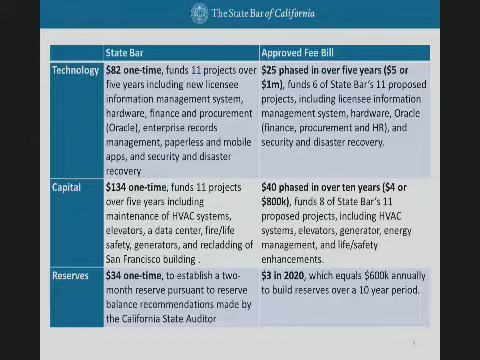 The State Bar of California
State Bar
Approved Fee Bill
Technology
$82 one-time, funds 11 projects over
five years including new licensee
information management system,
hardware, finance and procurement
(Oracle), enterprise records
management, paperless and mobile
apps, and security and disaster
recovery
$25 phased in over five years ($5 or
$1m), funds 6 of State Bar's 11 proposed
projects, including licensee information
management system, hardware, Oracle
(finance, procurement and HR), and
security and disaster recovery.
Capital
$134 one-time, funds 11 projects
over five years including
maintenance of HVAC systems,
elevators, a data center, fire/life
safety, generators, and recladding of
San Francisco building .
$40 phased in over ten years ($4 or
$800k), funds 8 of State Bar's 11
proposed projects, including HVAC
systems, elevators, generator, energy
management, and life/safety
enhancements.
Reserves
$34 one-time, to establish a two-
month reserve pursuant to reserve
balance recommendations made by
the California State Auditor
$3 in 2020, which equals $600k annually
to build reserves over a 10 year period.